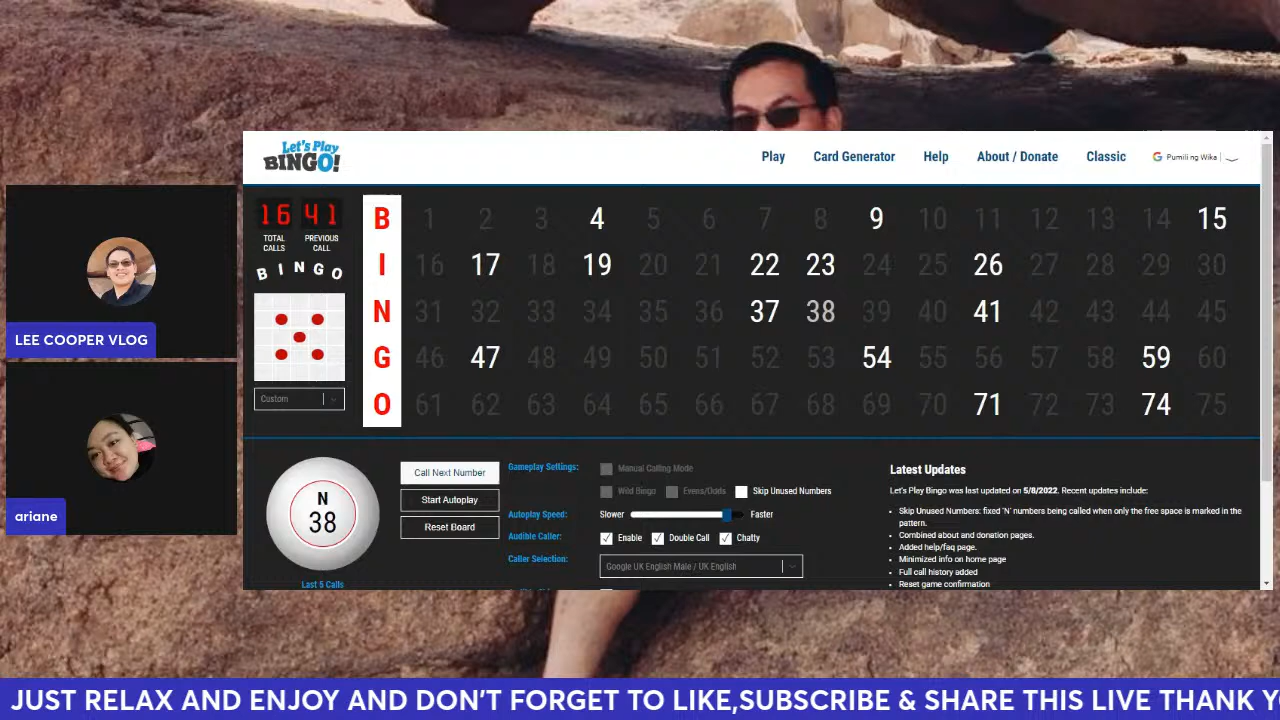 Let's Play
BINGO!
Play
Card Generator
Help
About / Donate
Classic
G Pumili ng Wika
LEE COOPER VLOG
ariane
16 41
TOTAL CALLS
PREVIOUS CALL
B I N G O
Custom
B 1 2 3 4 5 6 7 8 9 10 11 12 13 14 15
I 16 17 18 19 20 21 22 23 24 25 26 27 28 29 30
N 31 32 33 34 35 36 37 38 39 40 41 42 43 44 45
G 46 47 48 49 50 51 52 53 54 55 56 57 58 59 60
O 61 62 63 64 65 66 67 68 69 70 71 72 73 74 75
N
38
Last 5 Calls
Call Next Number
Start Autoplay
Reset Board
Gameplay Settings:
Manual Calling Mode
Wild Bingo
Evens/Odds
Skip Unused Numbers
Autoplay Speed:
Slower
Faster
Audible Caller:
Enable
Double Call
Chatty
Caller Selection:
Google UK English Male / UK English
Latest Updates
Let's Play Bingo was last updated on 5/8/2022. Recent updates include:
Skip Unused Numbers: fixed 'N' numbers being called when only the free space is marked in the
pattern.
Combined about and donation pages.
Added help/faq page.
Minimized info on home page
Full call history added
Reset game confirmation
JUST RELAX AND ENJOY AND DON'T FORGET TO LIKE,SUBSCRIBE & SHARE THIS LIVE THANK Y